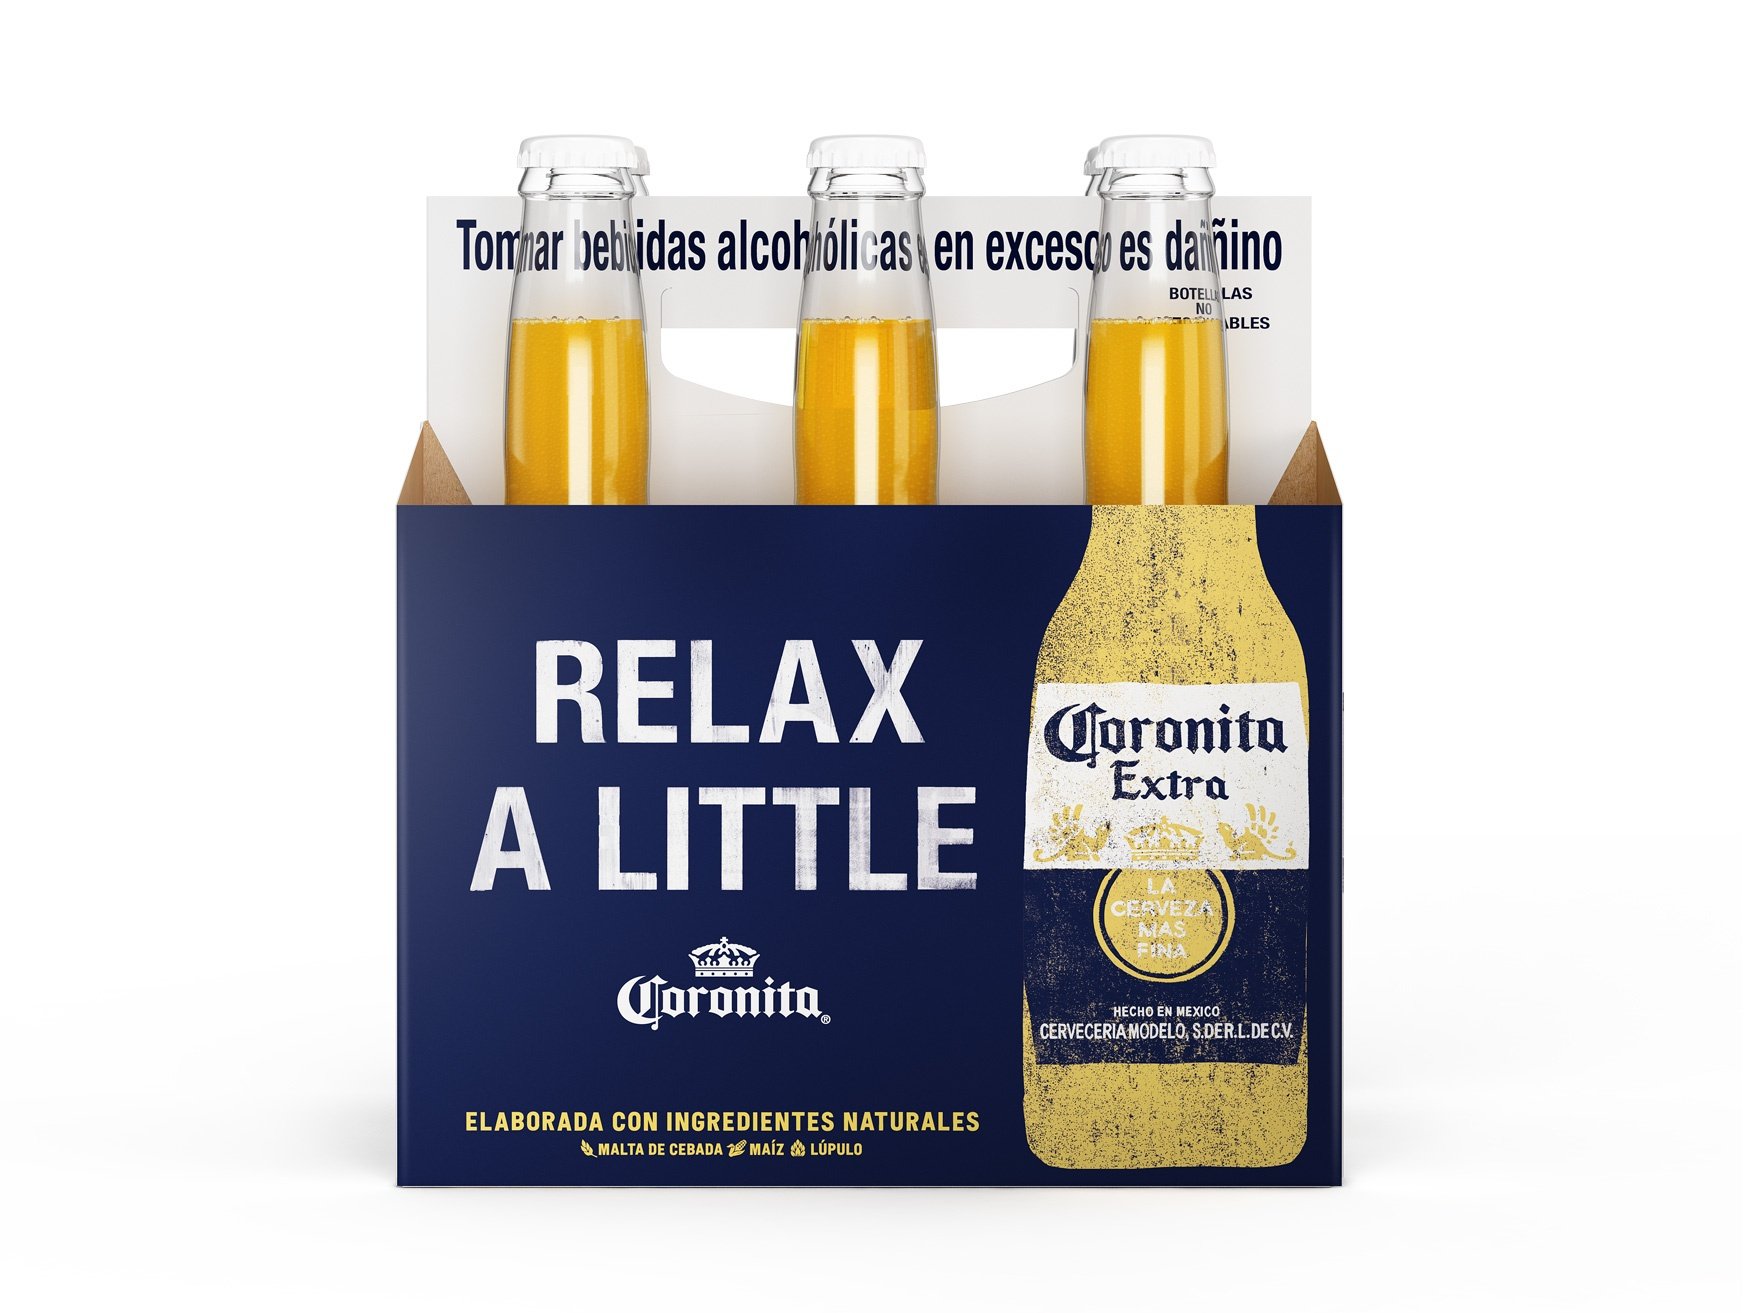 Tomar bebidas alcohólicas en exceso es dañino
BOTELLAS
NO
RELAX
A LITTLE
Coronita®
ELABORADA CON INGREDIENTES NATURALES
MALTA DE CEBADA MAÍZ LÚPULO
Coronita
Extra
LA
CERVEZA
MAS
FINA
HECHO EN MEXICO
CERVECERIA MODELO, S.DE R.L. DE C.V.